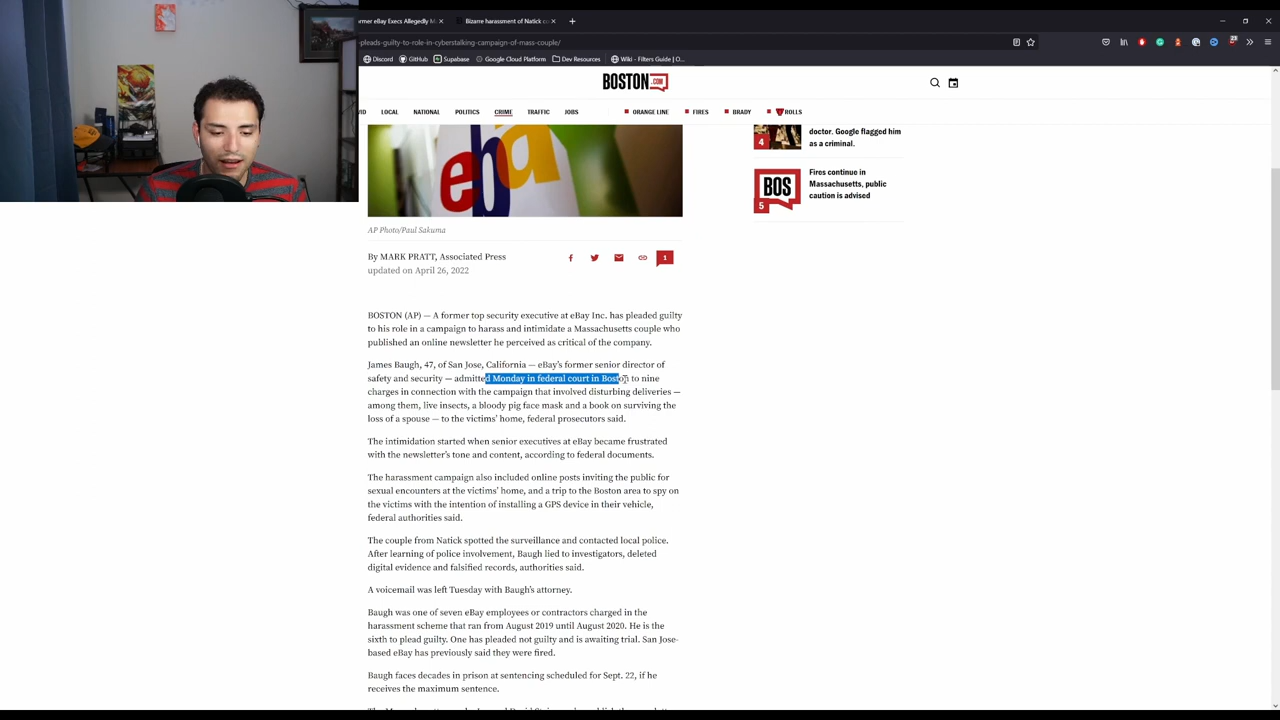 ormer eBay Execs Allegedly M
Bizarre harassment of Natick co
-pleads-guilty-to-role-in-cyberstalking-campaign-of-mass-couple/
Discord
GitHub
Supabase
Google Cloud Platform
Dev Resources
Wiki - Filters Guide | O...
BOSTON.COM
LOCAL NATIONAL POLITICS CRIME TRAFFIC JOBS ORANGE LINE FIRES BRADY ROLLS
eba
4
doctor. Google flagged him
as a criminal.
BOS
5
Fires continue in
Massachusetts, public
caution is advised
AP Photo/Paul Sakuma
By MARK PRATT, Associated Press
updated on April 26, 2022
1
BOSTON (AP) — A former top security executive at eBay Inc. has pleaded guilty
to his role in a campaign to harass and intimidate a Massachusetts couple who
published an online newsletter he perceived as critical of the company.
James Baugh, 47, of San Jose, California — eBay's former senior director of
safety and security — admitted Monday in federal court in Boston to nine
charges in connection with the campaign that involved disturbing deliveries —
among them, live insects, a bloody pig face mask and a book on surviving the
loss of a spouse — to the victims' home, federal prosecutors said.
The intimidation started when senior executives at eBay became frustrated
with the newsletter's tone and content, according to federal documents.
The harassment campaign also included online posts inviting the public for
sexual encounters at the victims' home, and a trip to the Boston area to spy on
the victims with the intention of installing a GPS device in their vehicle,
federal authorities said.
The couple from Natick spotted the surveillance and contacted local police.
After learning of police involvement, Baugh lied to investigators, deleted
digital evidence and falsified records, authorities said.
A voicemail was left Tuesday with Baugh's attorney.
Baugh was one of seven eBay employees or contractors charged in the
harassment scheme that ran from August 2019 until August 2020. He is the
sixth to plead guilty. One has pleaded not guilty and is awaiting trial. San Jose-
based eBay has previously said they were fired.
Baugh faces decades in prison at sentencing scheduled for Sept. 22, if he
receives the maximum sentence.